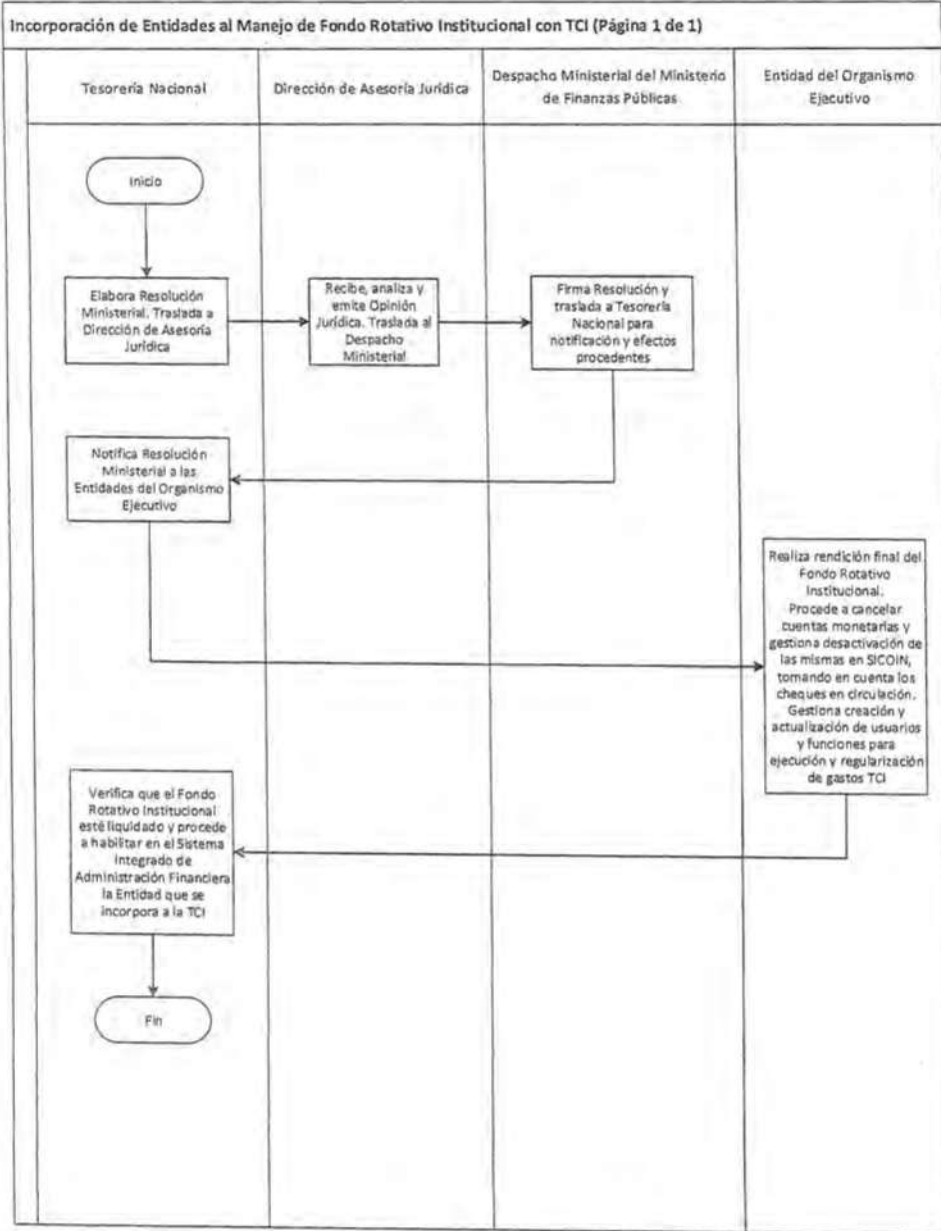 Incorporación de Entidades al Manejo de Fondo Rotativo Institucional con TCI (Página 1 de 1)
Tesorería Nacional
Dirección de Asesoría Jurídica
Despacho Ministerial del Ministerio
de Finanzas Públicas
Entidad del Organismo
Ejecutivo
Inicio
Elabora Resolución
Ministerial. Traslada a
Dirección de Asesoría
Jurídica
Recibe, analiza y
emite Opinión
Jurídica. Traslada al
Despacho
Ministerial
Firma Resolución y
traslada a Tesorería
Nacional para
notificación y efectos
procedentes
Notifica Resolución
Ministerial a las
Entidades del Organismo
Ejecutivo
Realiza rendición final del
Fondo Rotativo
Institucional.
Procede a cancelar
cuentas monetarias y
gestiona desactivación de
las mismas en SICOIN,
tomando en cuenta los
cheques en circulación.
Gestiona creación y
actualización de usuarios
y funciones para
ejecución y regularización
de gastos TCI
Verifica que el Fondo
Rotativo Institucional
esté liquidado y procede
a habilitar en el Sistema
Integrado de
Administración Financiera
la Entidad que se
incorpora a la TCI
Fin